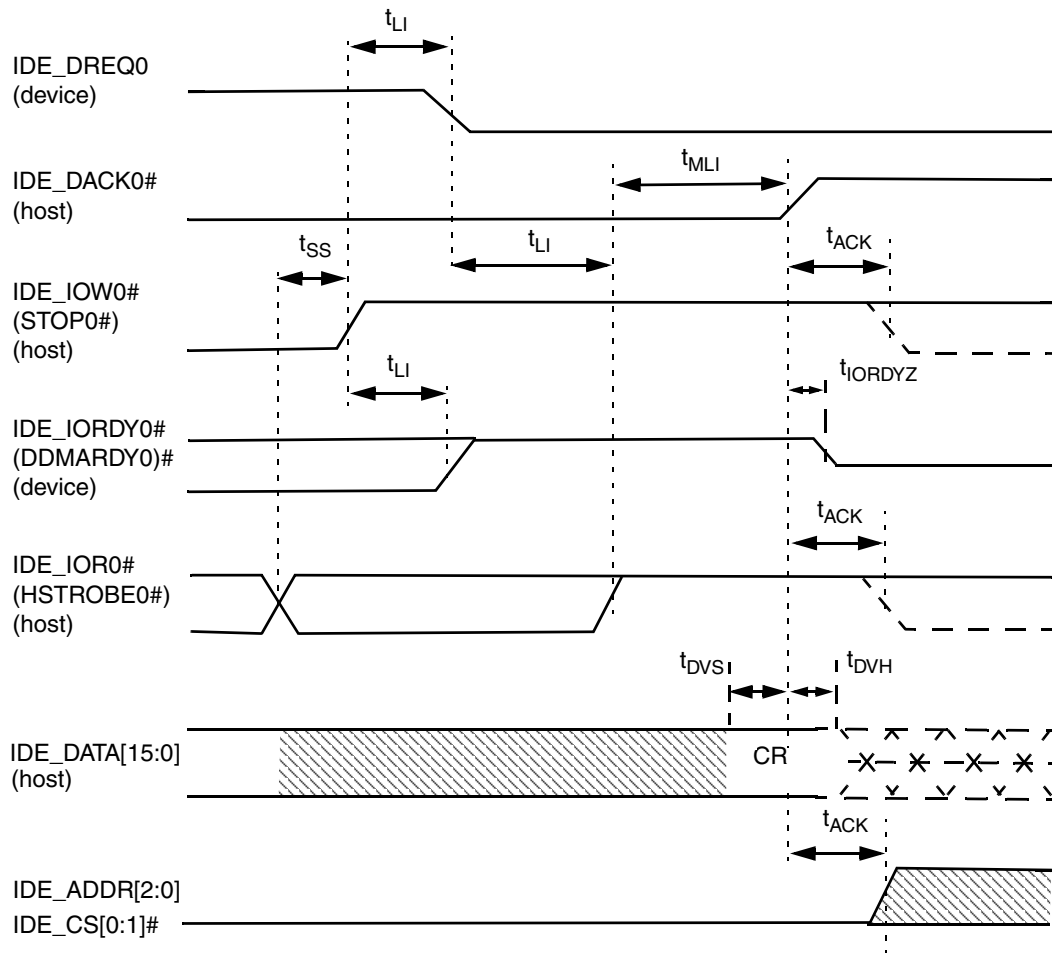 tLI
IDE_DREQ0
(device)
tMLI
IDE_DACK0#
(host)
tSS
tLI
tACK
IDE_IOW0#
(STOP0#)
(host)
tLI
tIORDYZ
IDE_IORDY0#
(DDMARDY0)#
(device)
tACK
IDE_IOR0#
(HSTROBE0#)
(host)
tDVS
tDVH
IDE_DATA[15:0]
(host)
CR
tACK
IDE_ADDR[2:0]
IDE_CS[0:1]#